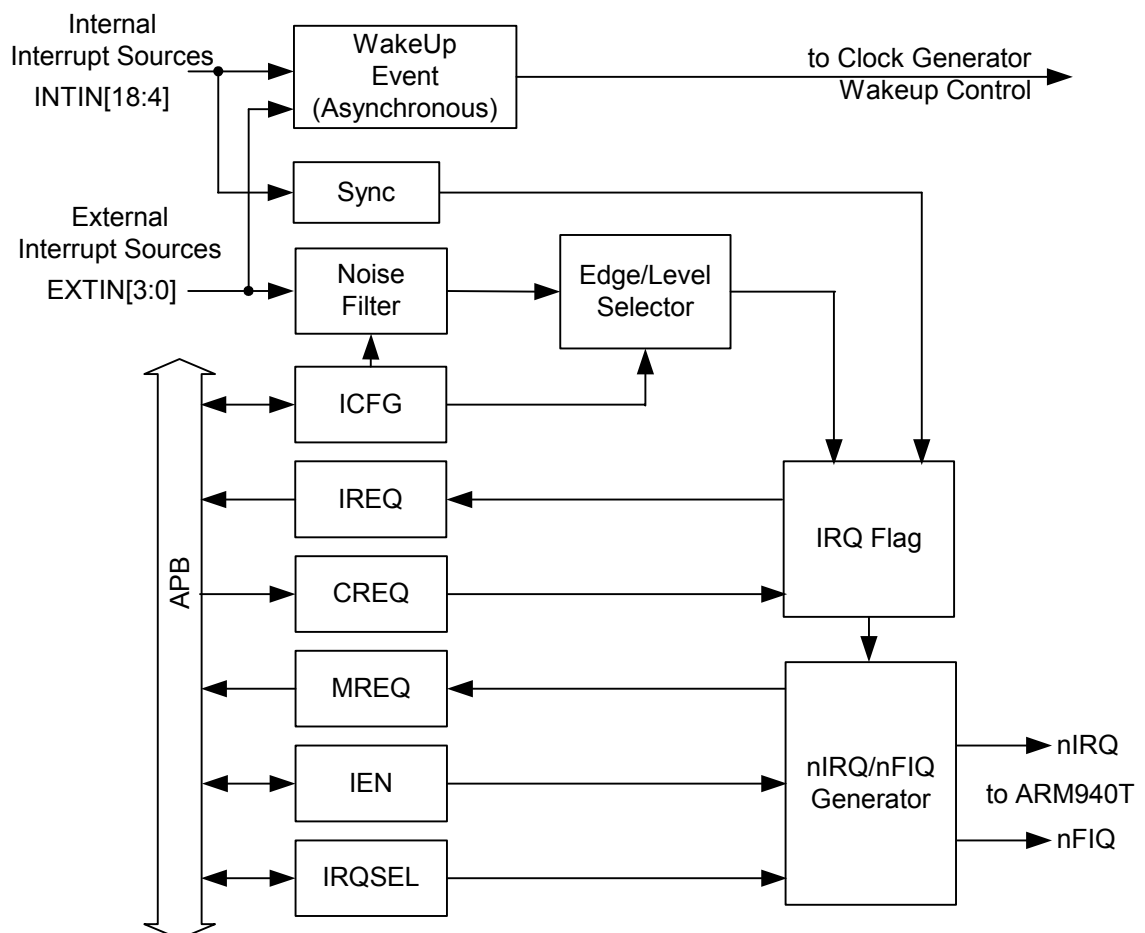 Internal
Interrupt Sources
INTIN[18:4]
WakeUp
Event
(Asynchronous)
to Clock Generator
Wakeup Control
Sync
External
Interrupt Sources
EXTIN[3:0]
Noise
Filter
Edge/Level
Selector
ICFG
IREQ
IRQ Flag
APB
CREQ
MREQ
IEN
nIRQ/nFIQ
Generator
nIRQ
to ARM940T
nFIQ
IRQSEL